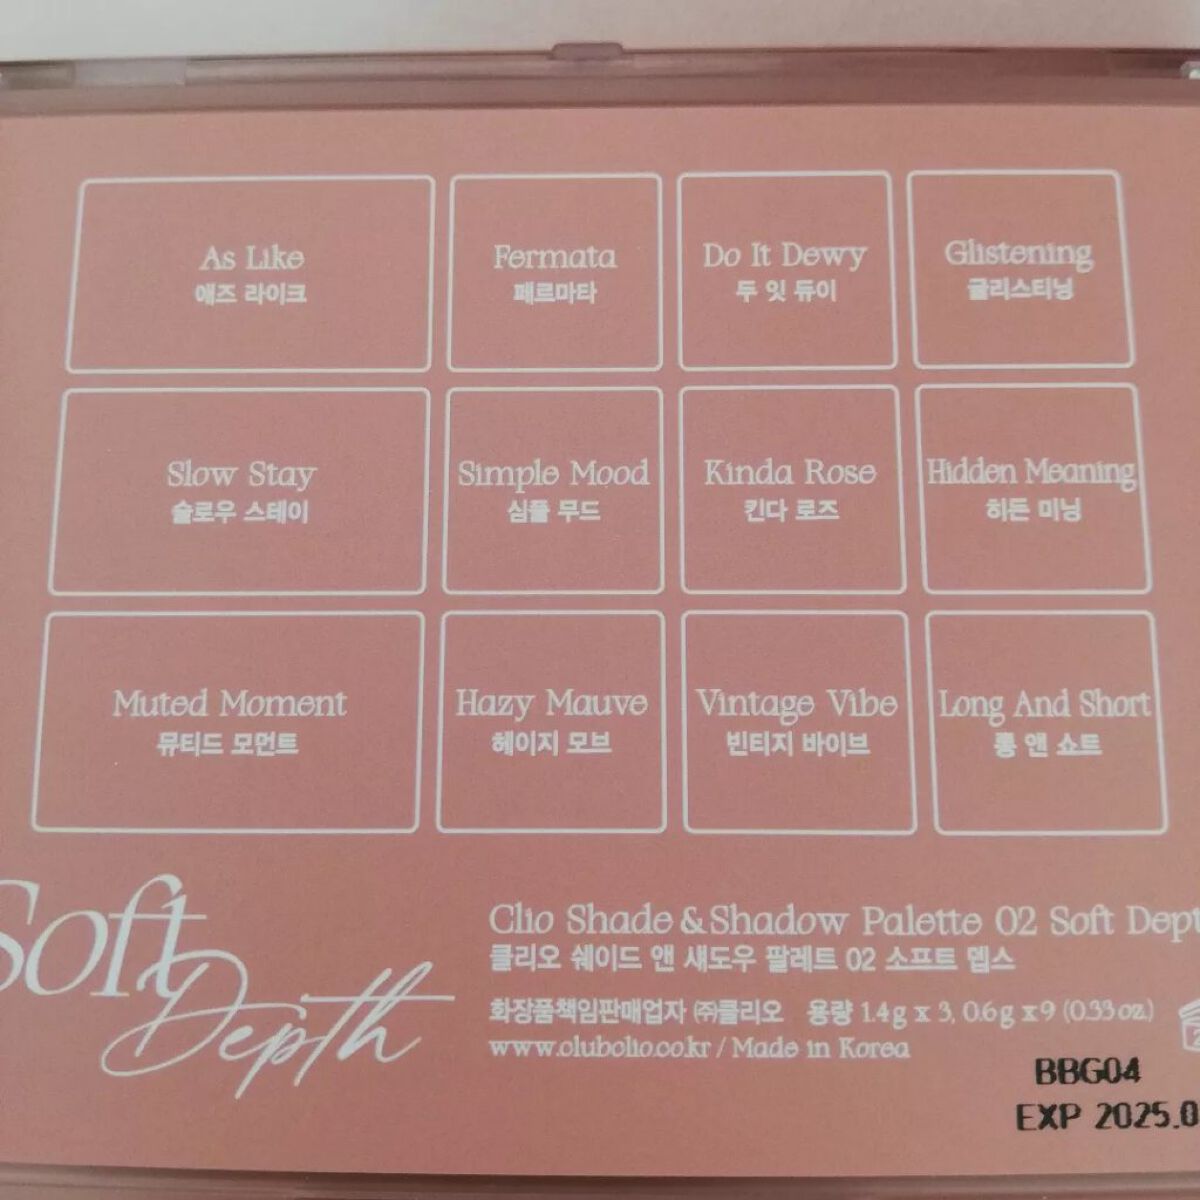 As Like
애즈 라이크
Fermata
페르마타
Do It Dewy
두 잇 듀이
Glistening
글리스티닝
Slow Stay
슬로우 스테이
Simple Mood
심플 무드
Kinda Rose
킨다 로즈
Hidden Meaning
히든 미닝
Muted Moment
뮤티드 모먼트
Hazy Mauve
헤이지 모브
Vintage Vibe
빈티지 바이브
Long And Short
롱 앤 쇼트
Soft
Depth
Clio Shade & Shadow Palette 02 Soft Dept
클리오 쉐이드 앤 섀도우 팔레트 02 소프트 뎁스
화장품책임판매업자 ㈜클리오 용량 1.4g x 3, 0.6g x 9 (0.33 oz.)
www.clubclio.co.kr / Made in Korea
BBG04
EXP 2025.0